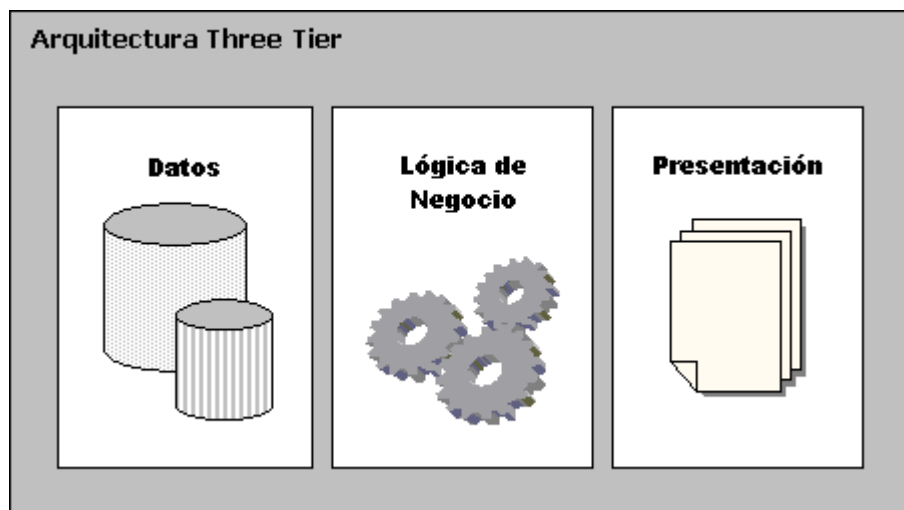 Arquitectura Three Tier
Datos
Lógica de
Negocio
Presentación